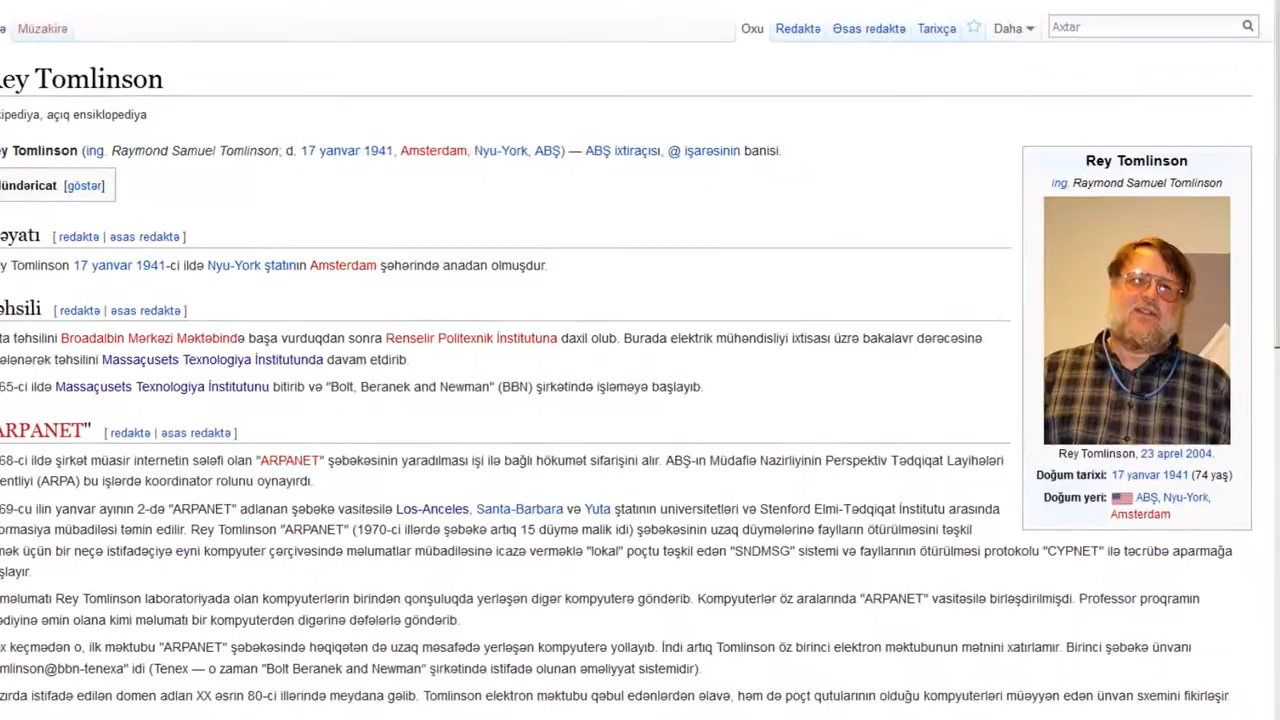 ə Müzakirə Oxu Redaktə Əsas redaktə Tarixçə Daha Axtar
ey Tomlinson
ipediya, açıq ensiklopediya
y Tomlinson (ing. Raymond Samuel Tomlinson; d. 17 yanvar 1941, Amsterdam, Nyu-York, ABŞ) — ABŞ ixtiraçısı, @ işarəsinin banisi.
ündəricat [göstər]
əyatı [ redaktə | əsas redaktə ]
y Tomlinson 17 yanvar 1941-ci ildə Nyu-York ştatının Amsterdam şəhərində anadan olmuşdur.
əhsili [ redaktə | əsas redaktə ]
ta təhsilini Broadalbin Mərkəzi Məktəbində başa vurduqdan sonra Renselir Politexnik İnstitutuna daxil olub. Burada elektrik mühəndisliyi ixtisası üzrə bakalavr dərəcəsinə
ələnərək təhsilini Massaçusets Texnologiya İnstitutunda davam etdirib.
65-ci ildə Massaçusets Texnologiya İnstitutunu bitirib və "Bolt, Beranek and Newman" (BBN) şirkətində işləməyə başlayıb.
ARPANET" [ redaktə | əsas redaktə ]
68-ci ildə şirkət müasir internetin sələfi olan "ARPANET" şəbəkəsinin yaradılması işi ilə bağlı hökumət sifarişini alır. ABŞ-ın Müdafiə Nazirliyinin Perspektiv Tədqiqat Layihələri
entliyi (ARPA) bu işlərdə koordinator rolunu oynayırdı.
69-cu ilin yanvar ayının 2-də "ARPANET" adlanan şəbəkə vasitəsilə Los-Anceles, Santa-Barbara və Yuta ştatının universitetləri və Stenford Elmi-Tədqiqat İnstitutu arasında
ormasiya mübadiləsi təmin edilir. Rey Tomlinson "ARPANET" (1970-ci illərdə şəbəkə artıq 15 düymə malik idi) şəbəkəsinin uzaq düymələrinə faylların ötürülməsini təşkil
mək üçün bir neçə istifadəçiyə eyni kompyuter çərçivəsində məlumatlar mübadiləsinə icazə verməklə "lokal" poçtu təşkil edən "SNDMSG" sistemi və fayllarının ötürülməsi protokolu "CYPNET" ilə təcrübə aparmağa
şlayır.
məlumatı Rey Tomlinson laboratoriyada olan kompyuterlərin birindən qonşuluqda yerləşən digər kompyuterə göndərib. Kompyuterlər öz aralarında "ARPANET" vasitəsilə birləşdirilmişdi. Professor proqramın
ədiyinə əmin olana kimi məlumatı bir kompyuterdən digərinə dəfələrlə göndərib.
x keçmədən o, ilk məktubu "ARPANET" şəbəkəsində həqiqətən də uzaq məsafədə yerləşən kompyuterə yollayıb. İndi artıq Tomlinson öz birinci elektron məktubunun mətnini xatırlamır. Birinci şəbəkə ünvanı
mlinson@bbn-tenexa" idi (Tenex — o zaman "Bolt Beranek and Newman" şirkətində istifadə olunan əməliyyat sistemidir).
zırda istifadə edilən domen adları XX əsrin 80-ci illərində meydana gəlib. Tomlinson elektron məktubu qəbul edənlərdən əlavə, həm də poçt qutularının olduğu kompyuterləri müəyyən edən ünvan sxemini fikirləşir.
Rey Tomlinson
ing. Raymond Samuel Tomlinson
Rey Tomlinson, 23 aprel 2004.
Doğum tarixi: 17 yanvar 1941 (74 yaş)
Doğum yeri: ABŞ, Nyu-York,
Amsterdam